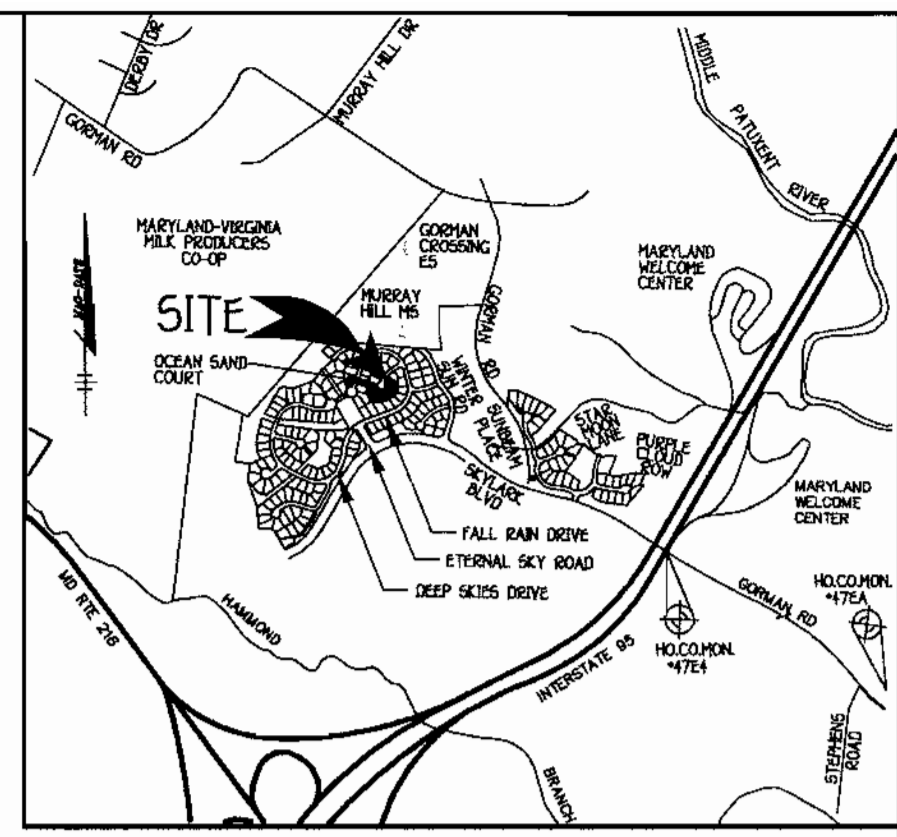 DERBY DR
MURRAY HILL DR
GORMAN RD
MIDDLE
PATUXENT
RIVER
MARYLAND-VIRGINIA
MILK PRODUCERS
CO-OP
GORMAN
CROSSING
ES
MARYLAND
WELCOME
CENTER
MURRAY
HILL MS
SITE
GORMAN RD
OCEAN SAND
COURT
WINTER
SUN RD
SUNBEAM
PLACE
STAR
MOON
LANE
PURPLE
CLOUD
ROW
SKYLARK
BLVD
MARYLAND
WELCOME
CENTER
FALL RAIN DRIVE
ETERNAL SKY ROAD
DEEP SKIES DRIVE
MD RTE 216
HAMMOND
BRANCH
INTERSTATE 95
GORMAN RD
HO.CO.MON.
*47EA
HO.CO.MON.
*47E4
STEPHENS
ROAD